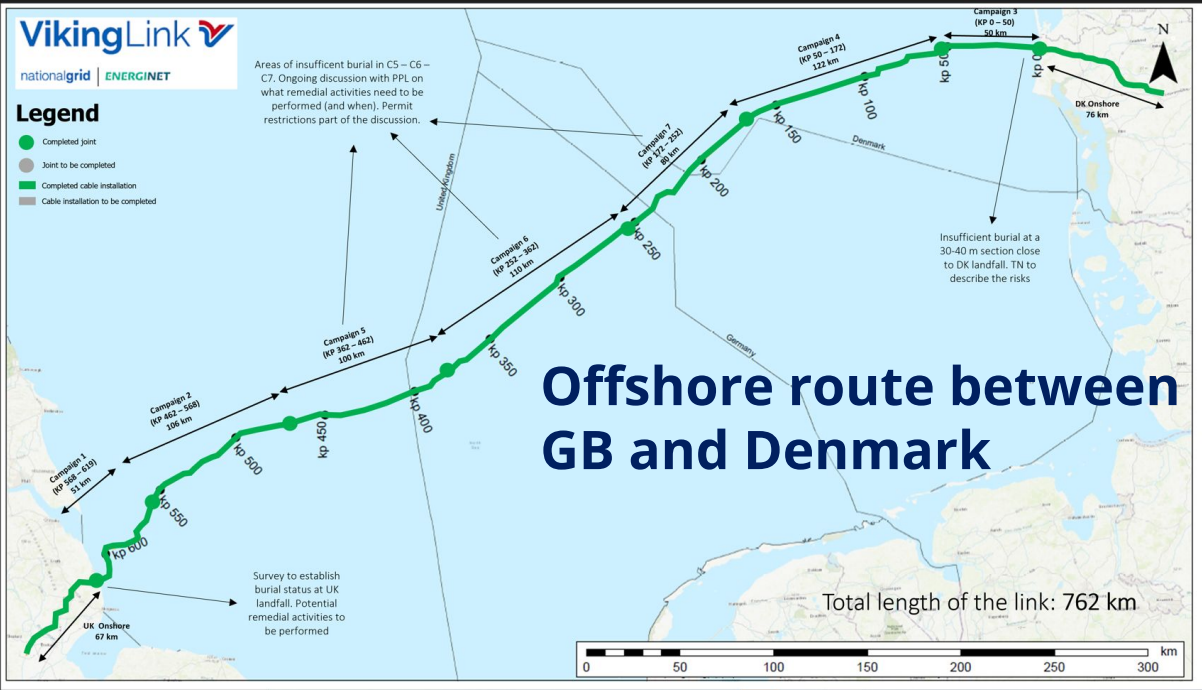 VikingLink
nationalgrid | ENERGINET
Legend
Completed joint
Joint to be completed
Completed cable installation
Cable installation to be completed
Areas of insufficent burial in C5 – C6 –
C7. Ongoing discussion with PPL on
what remedial activities need to be
performed (and when). Permit
restrictions part of the discussion.
Campaign 3
(KP 0 – 50)
50 km
N
Campaign 4
(KP 50 – 172)
122 km
kp 50
kp 0
kp 100
DK Onshore
76 km
kp 150
Campaign 7
(KP 172 – 252)
80 km
Denmark
United Kingdom
kp 200
Insufficient burial at a
30-40 m section close
to DK landfall. TN to
describe the risks
Campaign 6
(KP 252 – 362)
110 km
kp 250
kp 300
Germany
Campaign 5
(KP 362 – 462)
100 km
kp 350
Offshore route between
GB and Denmark
Campaign 2
(KP 462 – 568)
106 km
kp 400
kp 450
kp 500
Campaign 1
(KP 568 – 619)
51 km
kp 550
kp 600
Survey to establish
burial status at UK
landfall. Potential
remedial activities to
be performed
UK Onshore
67 km
Total length of the link: 762 km
km
0 50 100 150 200 250 300